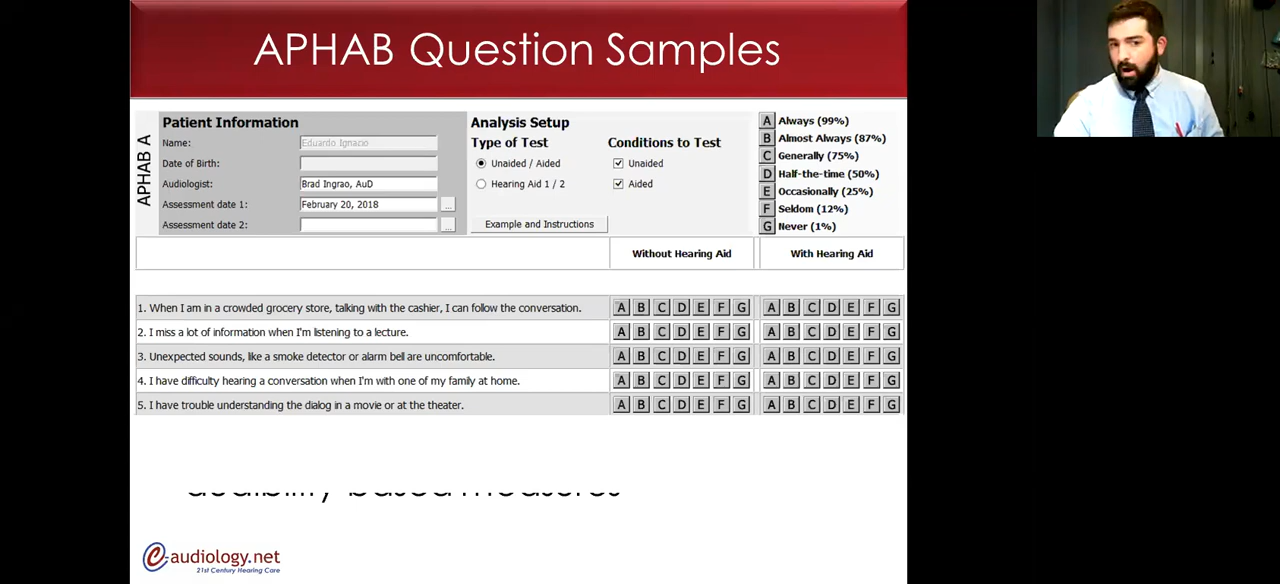 APHAB Question Samples
APHAB A
Patient Information
Name: Eduardo Ignazio
Date of Birth:
Audiologist: Brad Ingrao, AuD
Assessment date 1: February 20, 2018 ...
Assessment date 2: ...
Analysis Setup
Type of Test
Unaided / Aided
Hearing Aid 1 / 2
Conditions to Test
Unaided
Aided
Example and Instructions
A Always (99%)
B Almost Always (87%)
C Generally (75%)
D Half-the-time (50%)
E Occasionally (25%)
F Seldom (12%)
G Never (1%)
Without Hearing Aid With Hearing Aid
1. When I am in a crowded grocery store, talking with the cashier, I can follow the conversation. A B C D E F G A B C D E F G
2. I miss a lot of information when I'm listening to a lecture. A B C D E F G A B C D E F G
3. Unexpected sounds, like a smoke detector or alarm bell are uncomfortable. A B C D E F G A B C D E F G
4. I have difficulty hearing a conversation when I'm with one of my family at home. A B C D E F G A B C D E F G
5. I have trouble understanding the dialog in a movie or at the theater. A B C D E F G A B C D E F G
audibility based measures
e-audiology.net
21st Century Hearing Care